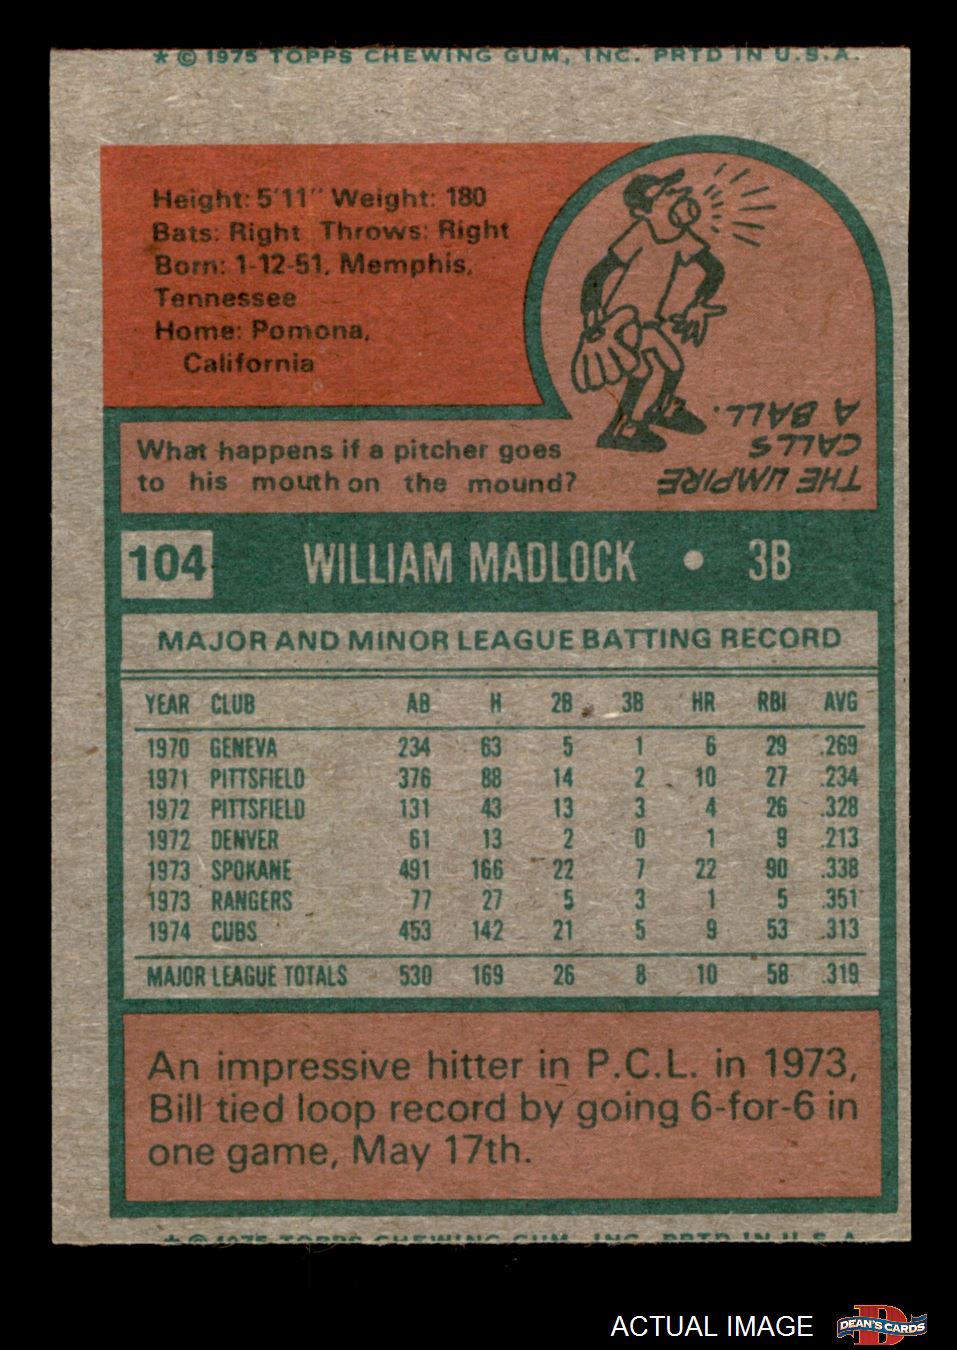 * © 1975 TOPPS CHEWING GUM, INC. PRTD IN U.S.A.
Height: 5'11" Weight: 180
Bats: Right Throws: Right
Born: 1-12-51, Memphis,
Tennessee
Home: Pomona,
California
What happens if a pitcher goes
to his mouth on the mound?
THE UMPIRE
CALLS
A BALL.
104 WILLIAM MADLOCK • 3B
MAJOR AND MINOR LEAGUE BATTING RECORD
YEAR CLUB AB H 2B 3B HR RBI AVG
1970 GENEVA 234 63 5 1 6 29 .269
1971 PITTSFIELD 376 88 14 2 10 27 .234
1972 PITTSFIELD 131 43 13 3 4 26 .328
1972 DENVER 61 13 2 0 1 9 .213
1973 SPOKANE 491 166 22 7 22 90 .338
1973 RANGERS 77 27 5 3 1 5 .351
1974 CUBS 453 142 21 5 9 53 .313
MAJOR LEAGUE TOTALS 530 169 26 8 10 58 .319
An impressive hitter in P.C.L. in 1973,
Bill tied loop record by going 6-for-6 in
one game, May 17th.
* © 1975 TOPPS CHEWING GUM, INC. PRTD IN U.S.A.
ACTUAL IMAGE
D
DEAN'S CARDS